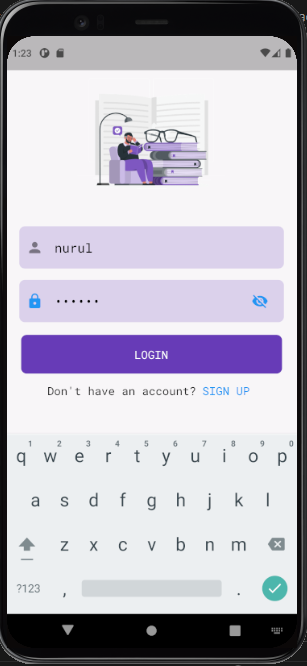 1:23
nurul
••••••
LOGIN
Don't have an account? SIGN UP
1 2 3 4 5 6 7 8 9 0
q w e r t y u i o p
a s d f g h j k l
z x c v b n m
?123 , .